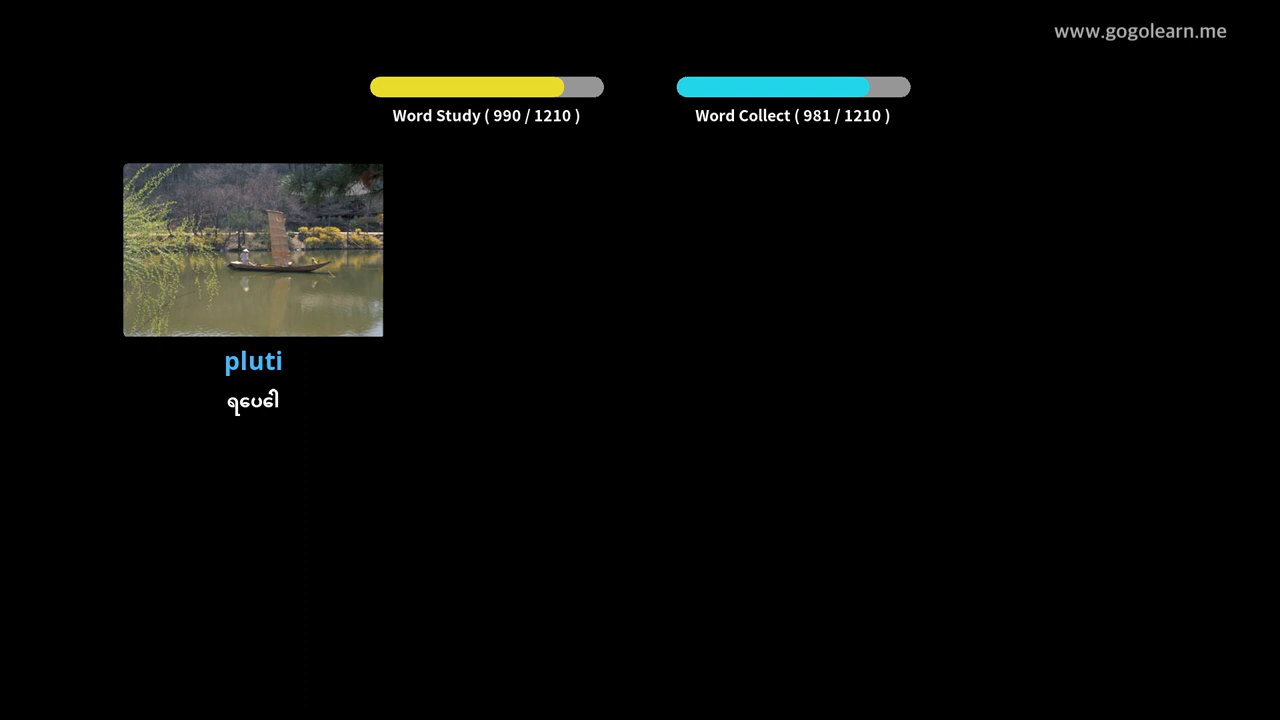 www.gogolearn.me
Word Study ( 990 / 1210 )
Word Collect ( 981 / 1210 )
pluti
ရပေေါ်